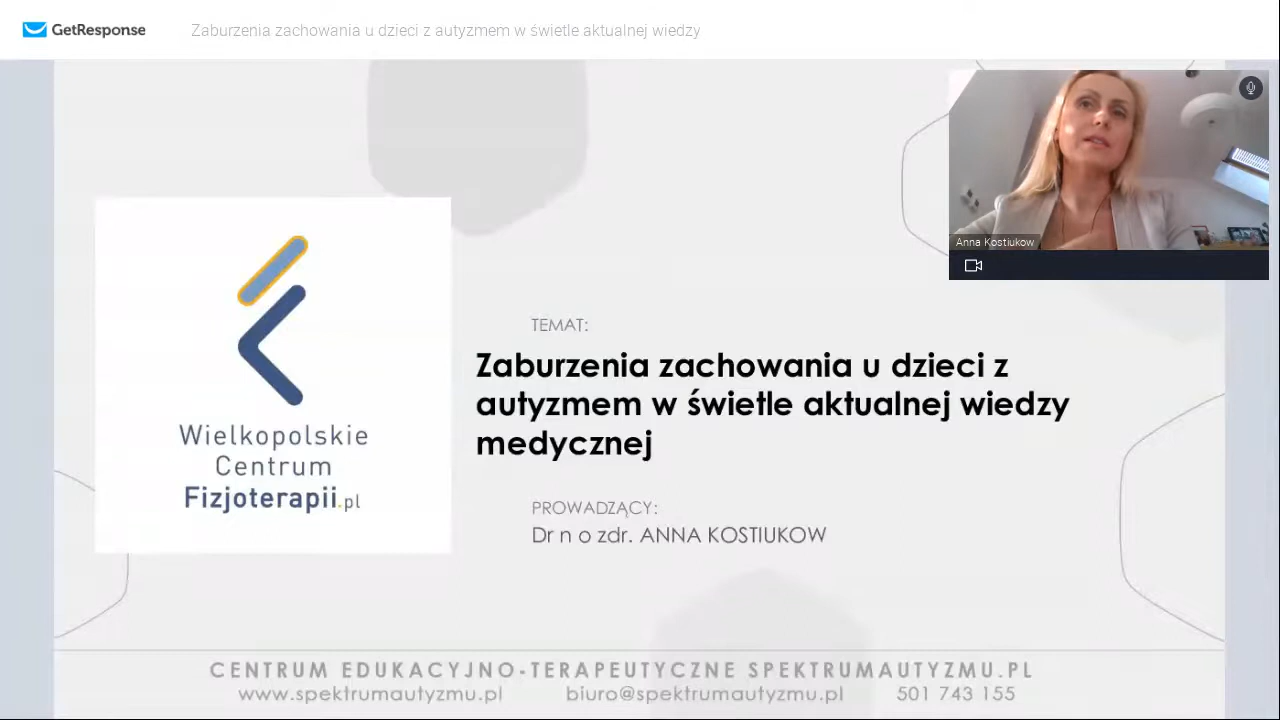 GetResponse
Zaburzenia zachowania u dzieci z autyzmem w świetle aktualnej wiedzy
Anna Kostiukow
TEMAT:
Zaburzenia zachowania u dzieci z
autyzmem w świetle aktualnej wiedzy
medycznej
Wielkopolskie
Centrum
Fizjoterapii.pl
PROWADZĄCY:
Dr n o zdr. ANNA KOSTIUKOW
CENTRUM EDUKACYJNO-TERAPEUTYCZNE SPEKTRUMAUTYZMU.PL
www.spektrumautyzmu.pl biuro@spektrumautyzmu.pl 501 743 155